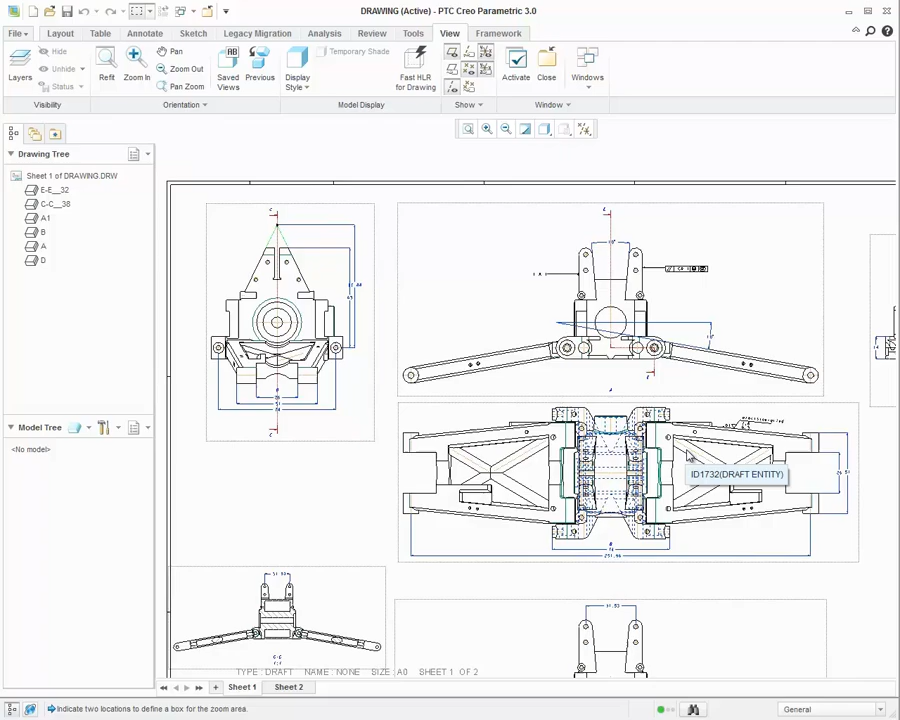 DRAWING (Active) - PTC Creo Parametric 3.0
File
Layout
Table
Annotate
Sketch
Legacy Migration
Analysis
Review
Tools
View
Framework
Hide
Unhide
Status
Layers
Visibility
Refit
Zoom In
Pan
Zoom Out
Pan Zoom
Orientation
Saved Views
Previous
Display Style
Temporary Shade
Fast HLR for Drawing
Model Display
Show
Activate
Close
Windows
Window
Drawing Tree
Sheet 1 of DRAWING.DRW
E-E__32
C-C__38
A1
B
A
D
Model Tree
<No model>
ID1732(DRAFT ENTITY)
TYPE : DRAFT NAME : NONE SIZE : A0 SHEET 1 OF 2
Sheet 1
Sheet 2
Indicate two locations to define a box for the zoom area.
General